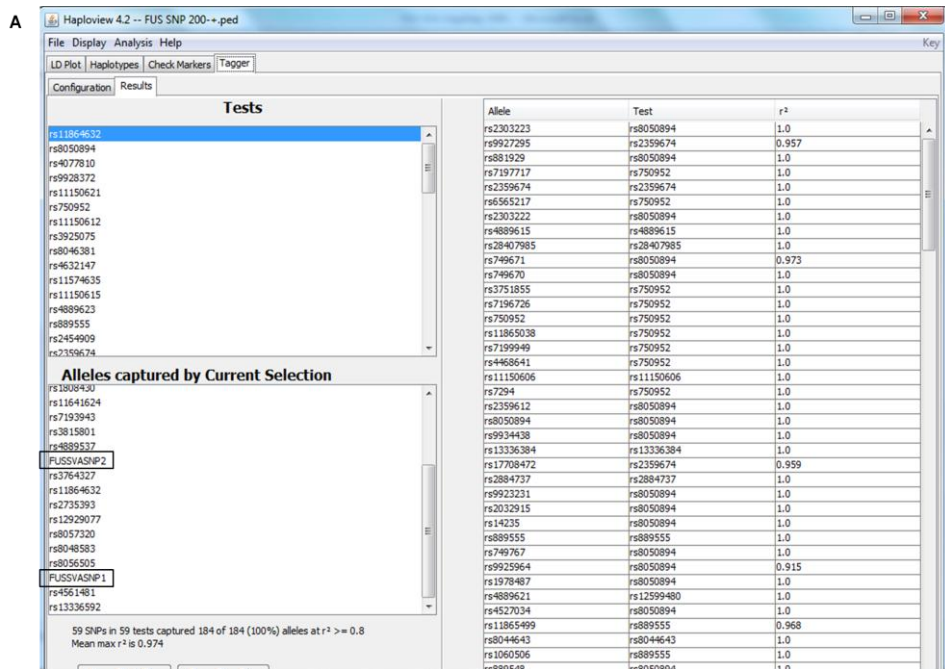 A
Haploview 4.2 -- FUS SNP 200-+.ped
File Display Analysis Help Key
LD Plot Haplotypes Check Markers Tagger
Configuration Results
Tests
rs11864632
rs8050894
rs4077810
rs9928372
rs11150621
rs750952
rs11150612
rs3925075
rs8046381
rs4632147
rs11574635
rs11150615
rs4889623
rs889555
rs2454909
rs2359674
Alleles captured by Current Selection
rs1808430
rs11641624
rs7193943
rs3815801
rs4889537
FUSSVASNP2
rs3764327
rs11864632
rs2735393
rs12929077
rs8057320
rs8048583
rs8056505
FUSSVASNP1
rs4561481
rs13336592
59 SNPs in 59 tests captured 184 of 184 (100%) alleles at r² >= 0.8
Mean max r² is 0.974
Allele Test r²
rs2303223 rs8050894 1.0
rs9927295 rs2359674 0.957
rs881929 rs8050894 1.0
rs7197717 rs750952 1.0
rs2359674 rs2359674 1.0
rs6565217 rs750952 1.0
rs2303222 rs8050894 1.0
rs4889615 rs4889615 1.0
rs28407985 rs28407985 1.0
rs749671 rs8050894 0.973
rs749670 rs8050894 1.0
rs3751855 rs750952 1.0
rs7196726 rs750952 1.0
rs750952 rs750952 1.0
rs11865038 rs750952 1.0
rs7199949 rs750952 1.0
rs4468641 rs750952 1.0
rs11150606 rs11150606 1.0
rs7294 rs750952 1.0
rs2359612 rs8050894 1.0
rs8050894 rs8050894 1.0
rs9934438 rs8050894 1.0
rs13336384 rs13336384 1.0
rs17708472 rs2359674 0.959
rs2884737 rs2884737 1.0
rs9923231 rs8050894 1.0
rs2032915 rs8050894 1.0
rs14235 rs8050894 1.0
rs889555 rs889555 1.0
rs749767 rs8050894 1.0
rs9925964 rs8050894 0.915
rs1978487 rs8050894 1.0
rs4889621 rs12599480 1.0
rs4527034 rs8050894 1.0
rs11865499 rs889555 0.968
rs8044643 rs8044643 1.0
rs1060506 rs889555 1.0
rs889548 rs8050894 1.0